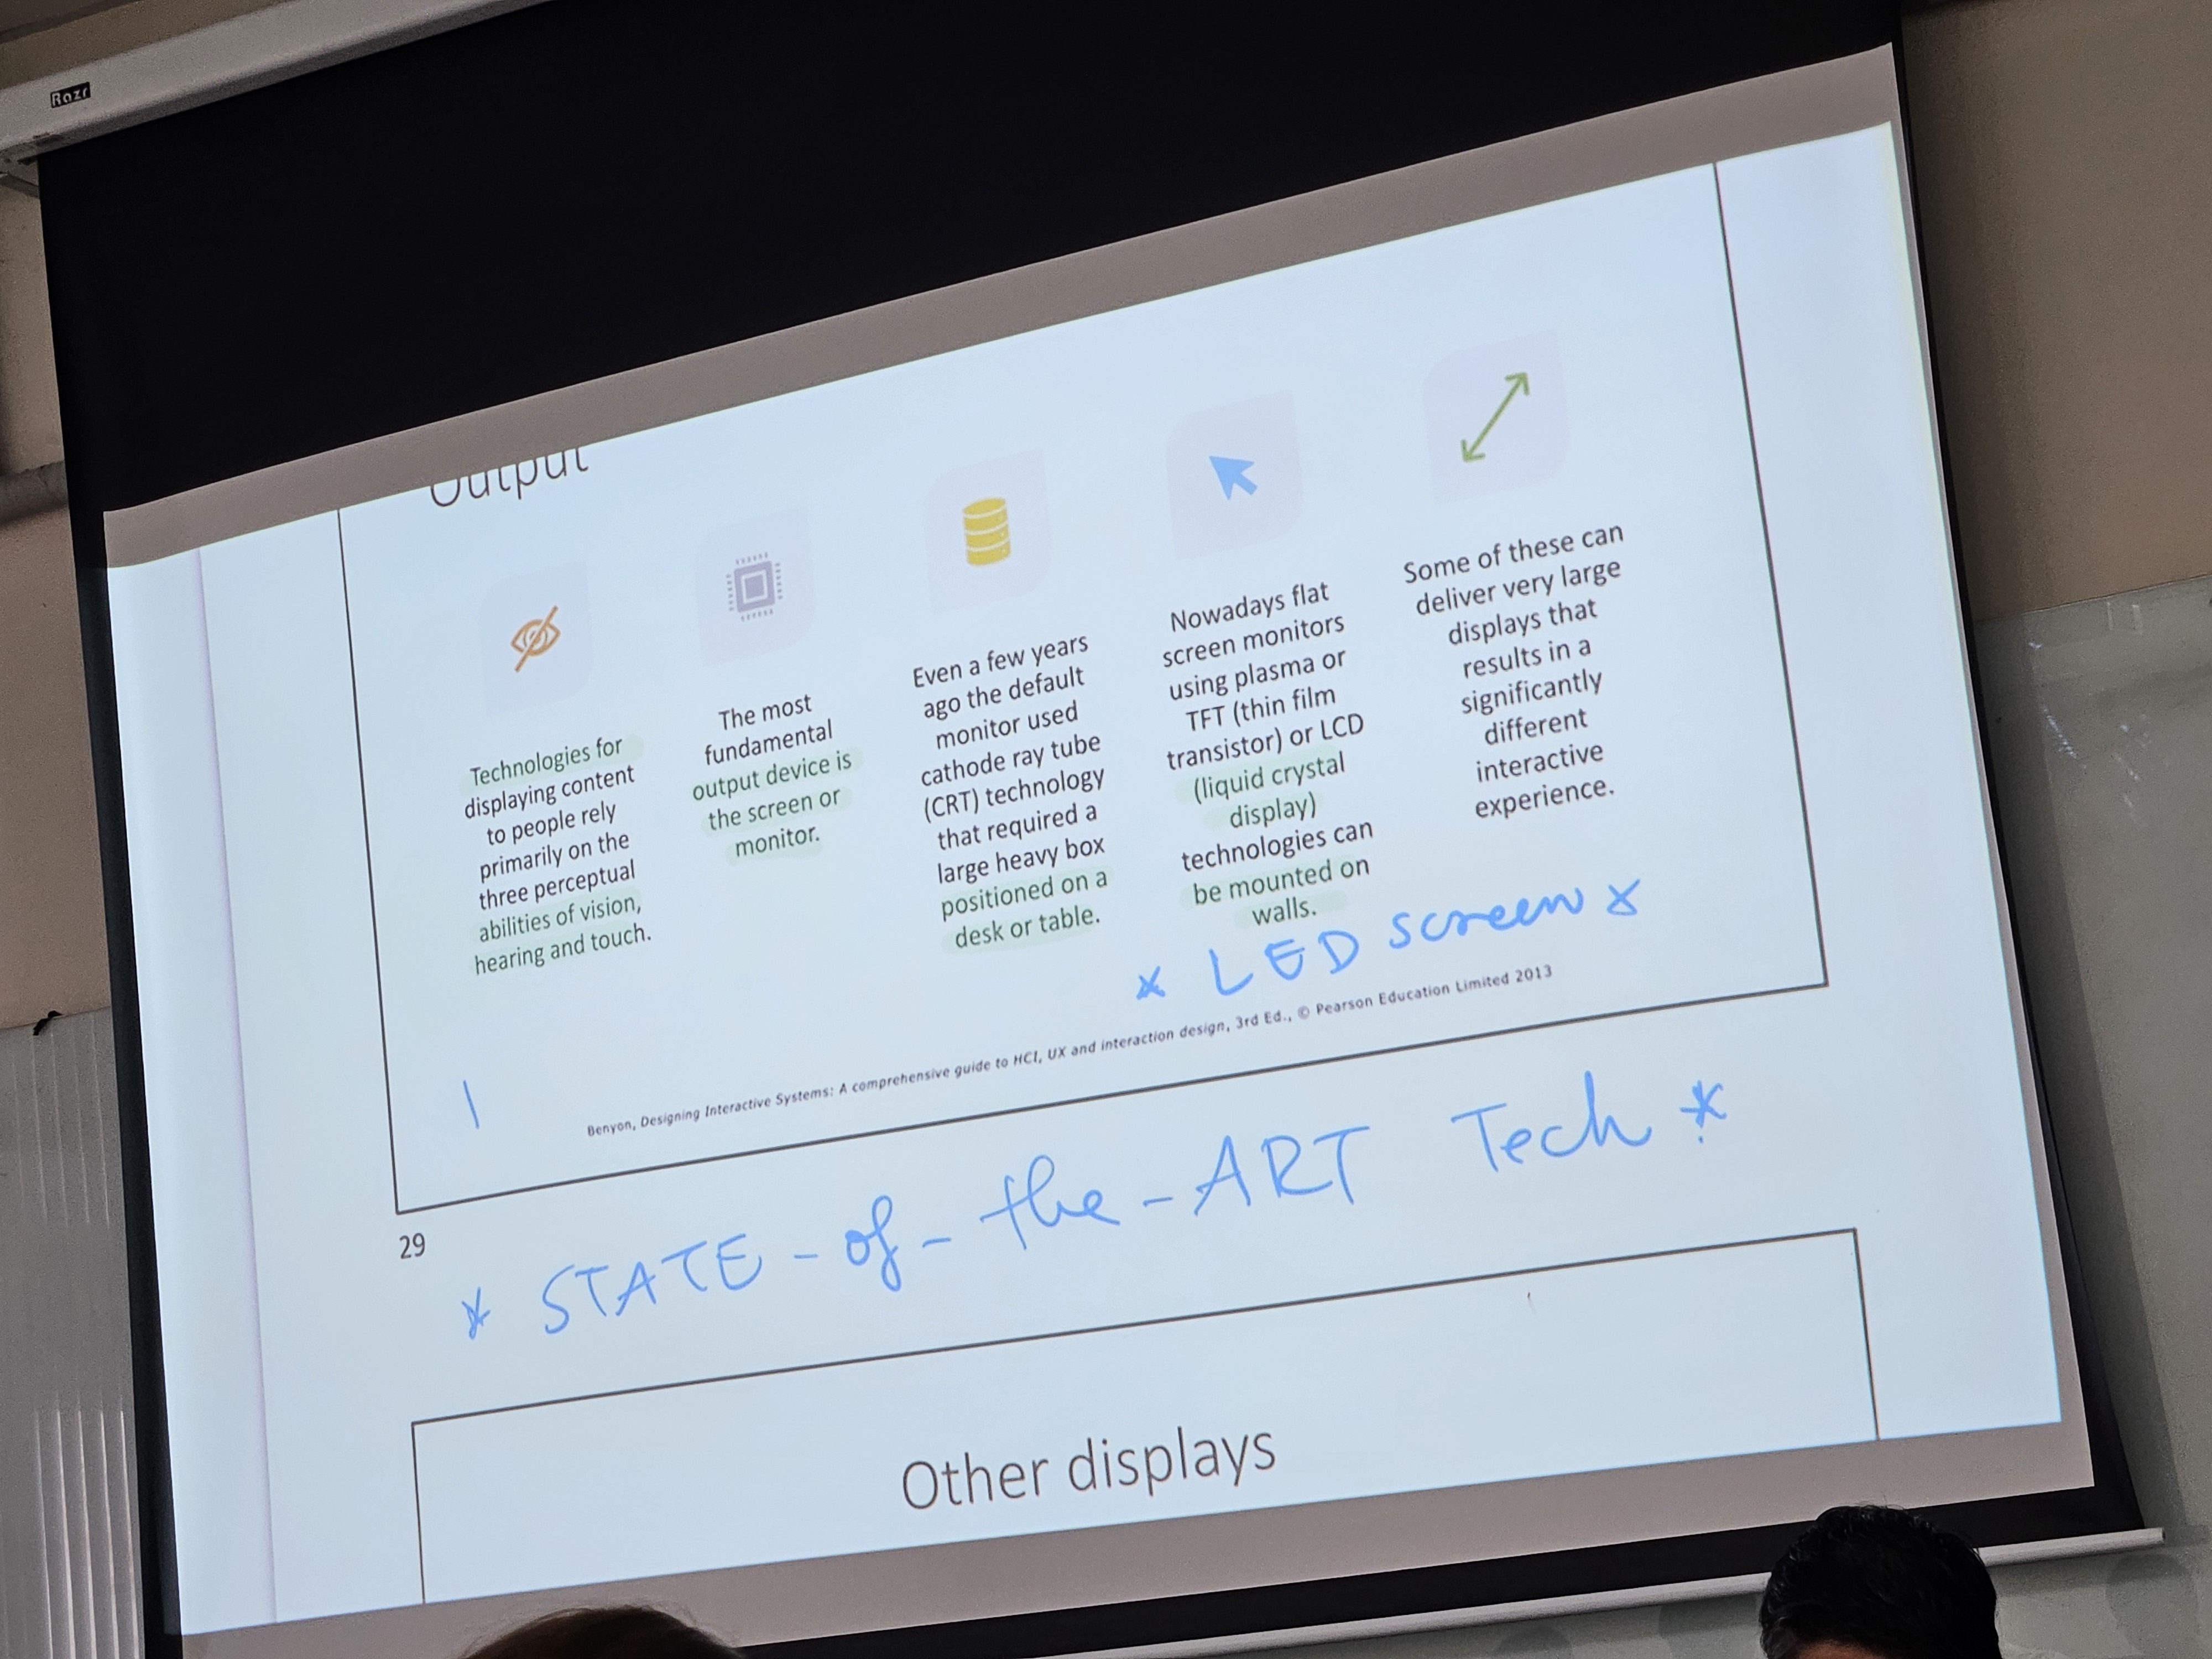 Razr
Output
Technologies for
displaying content
to people rely
primarily on the
three perceptual
abilities of vision,
hearing and touch.
The most
fundamental
output device is
the screen or
monitor.
Even a few years
ago the default
monitor used
cathode ray tube
(CRT) technology
that required a
large heavy box
positioned on a
desk or table.
Nowadays flat
screen monitors
using plasma or
TFT (thin film
transistor) or LCD
(liquid crystal
display)
technologies can
be mounted on
walls.
Some of these can
deliver very large
displays that
results in a
significantly
different
interactive
experience.
* LED screen *
Benyon, Designing Interactive Systems: A comprehensive guide to HCI, UX and interaction design, 3rd Ed., © Pearson Education Limited 2013
29
* STATE-of-the-ART Tech *
Other displays